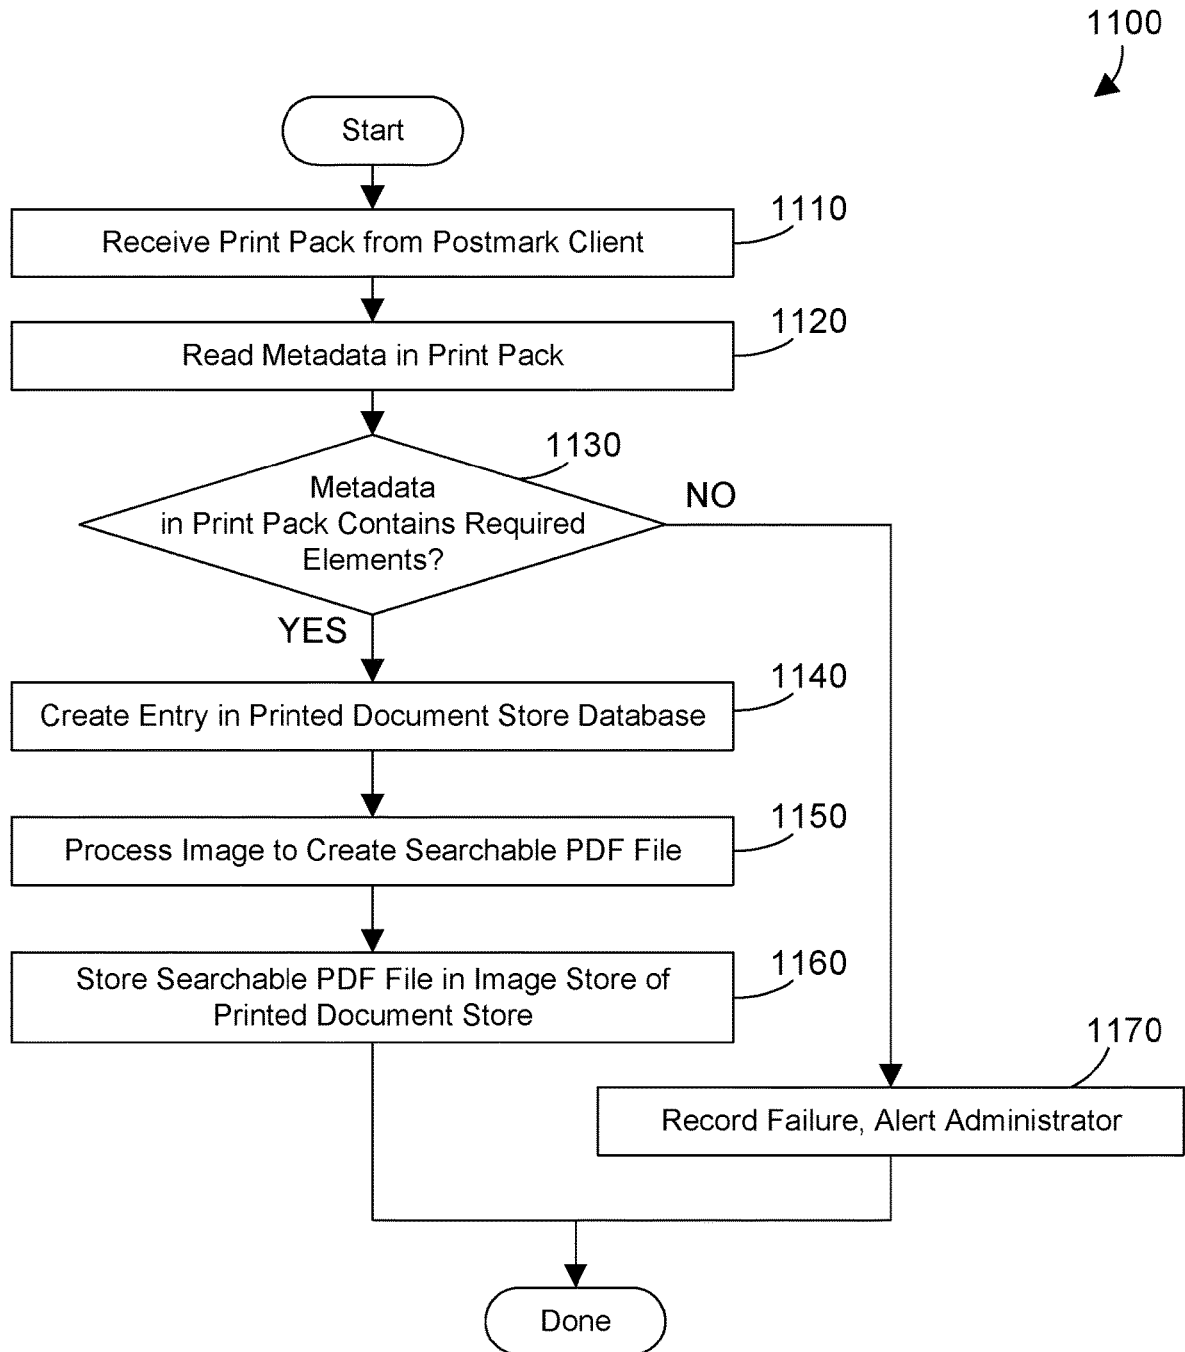 1100
Start
1110
Receive Print Pack from Postmark Client
1120
Read Metadata in Print Pack
1130
Metadata
in Print Pack Contains Required
Elements?
NO
YES
1140
Create Entry in Printed Document Store Database
1150
Process Image to Create Searchable PDF File
1160
Store Searchable PDF File in Image Store of
Printed Document Store
1170
Record Failure, Alert Administrator
Done